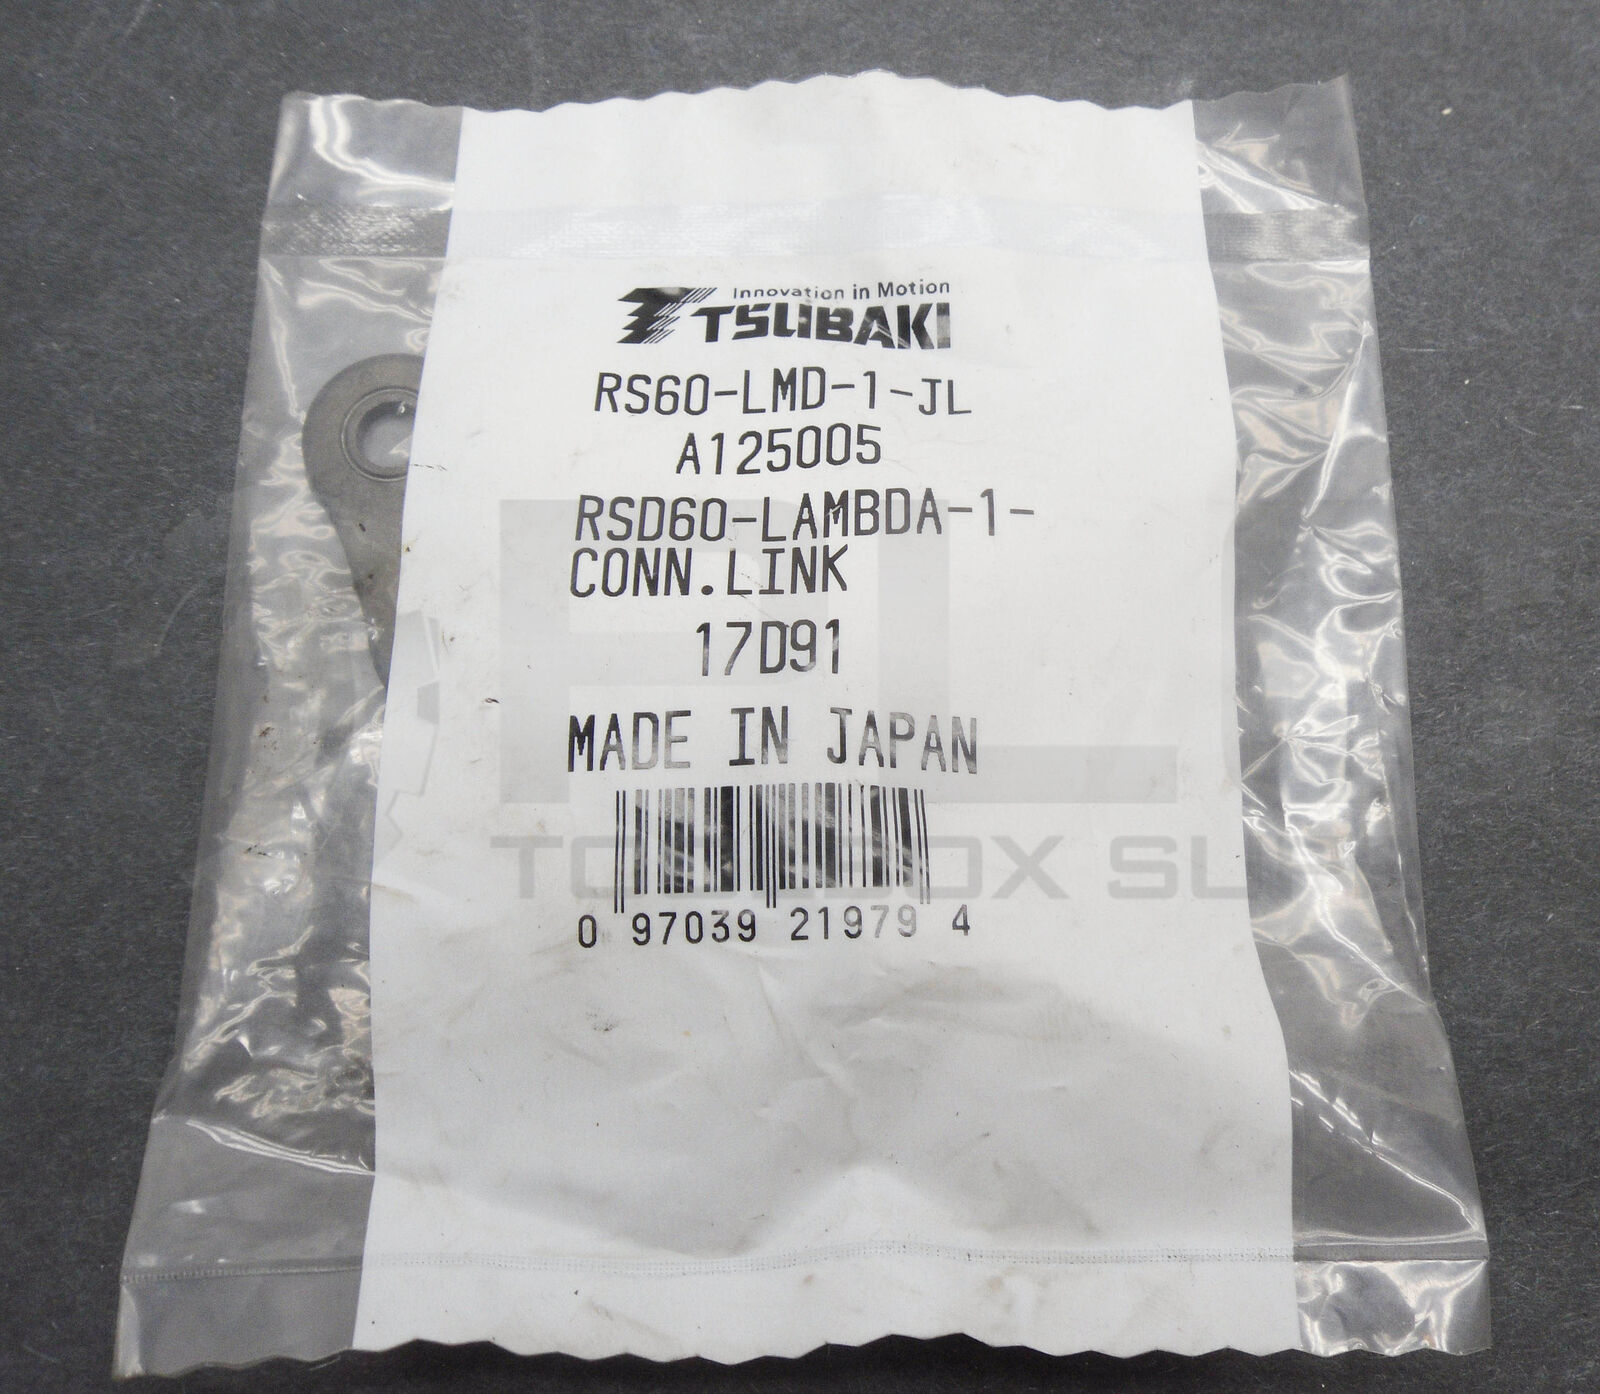 Innovation in Motion
TSUBAKI
RS60-LMD-1-JL
A125005
RSD60-LAMBDA-1-
CONN.LINK
17D91
MADE IN JAPAN
0 97039 21979 4